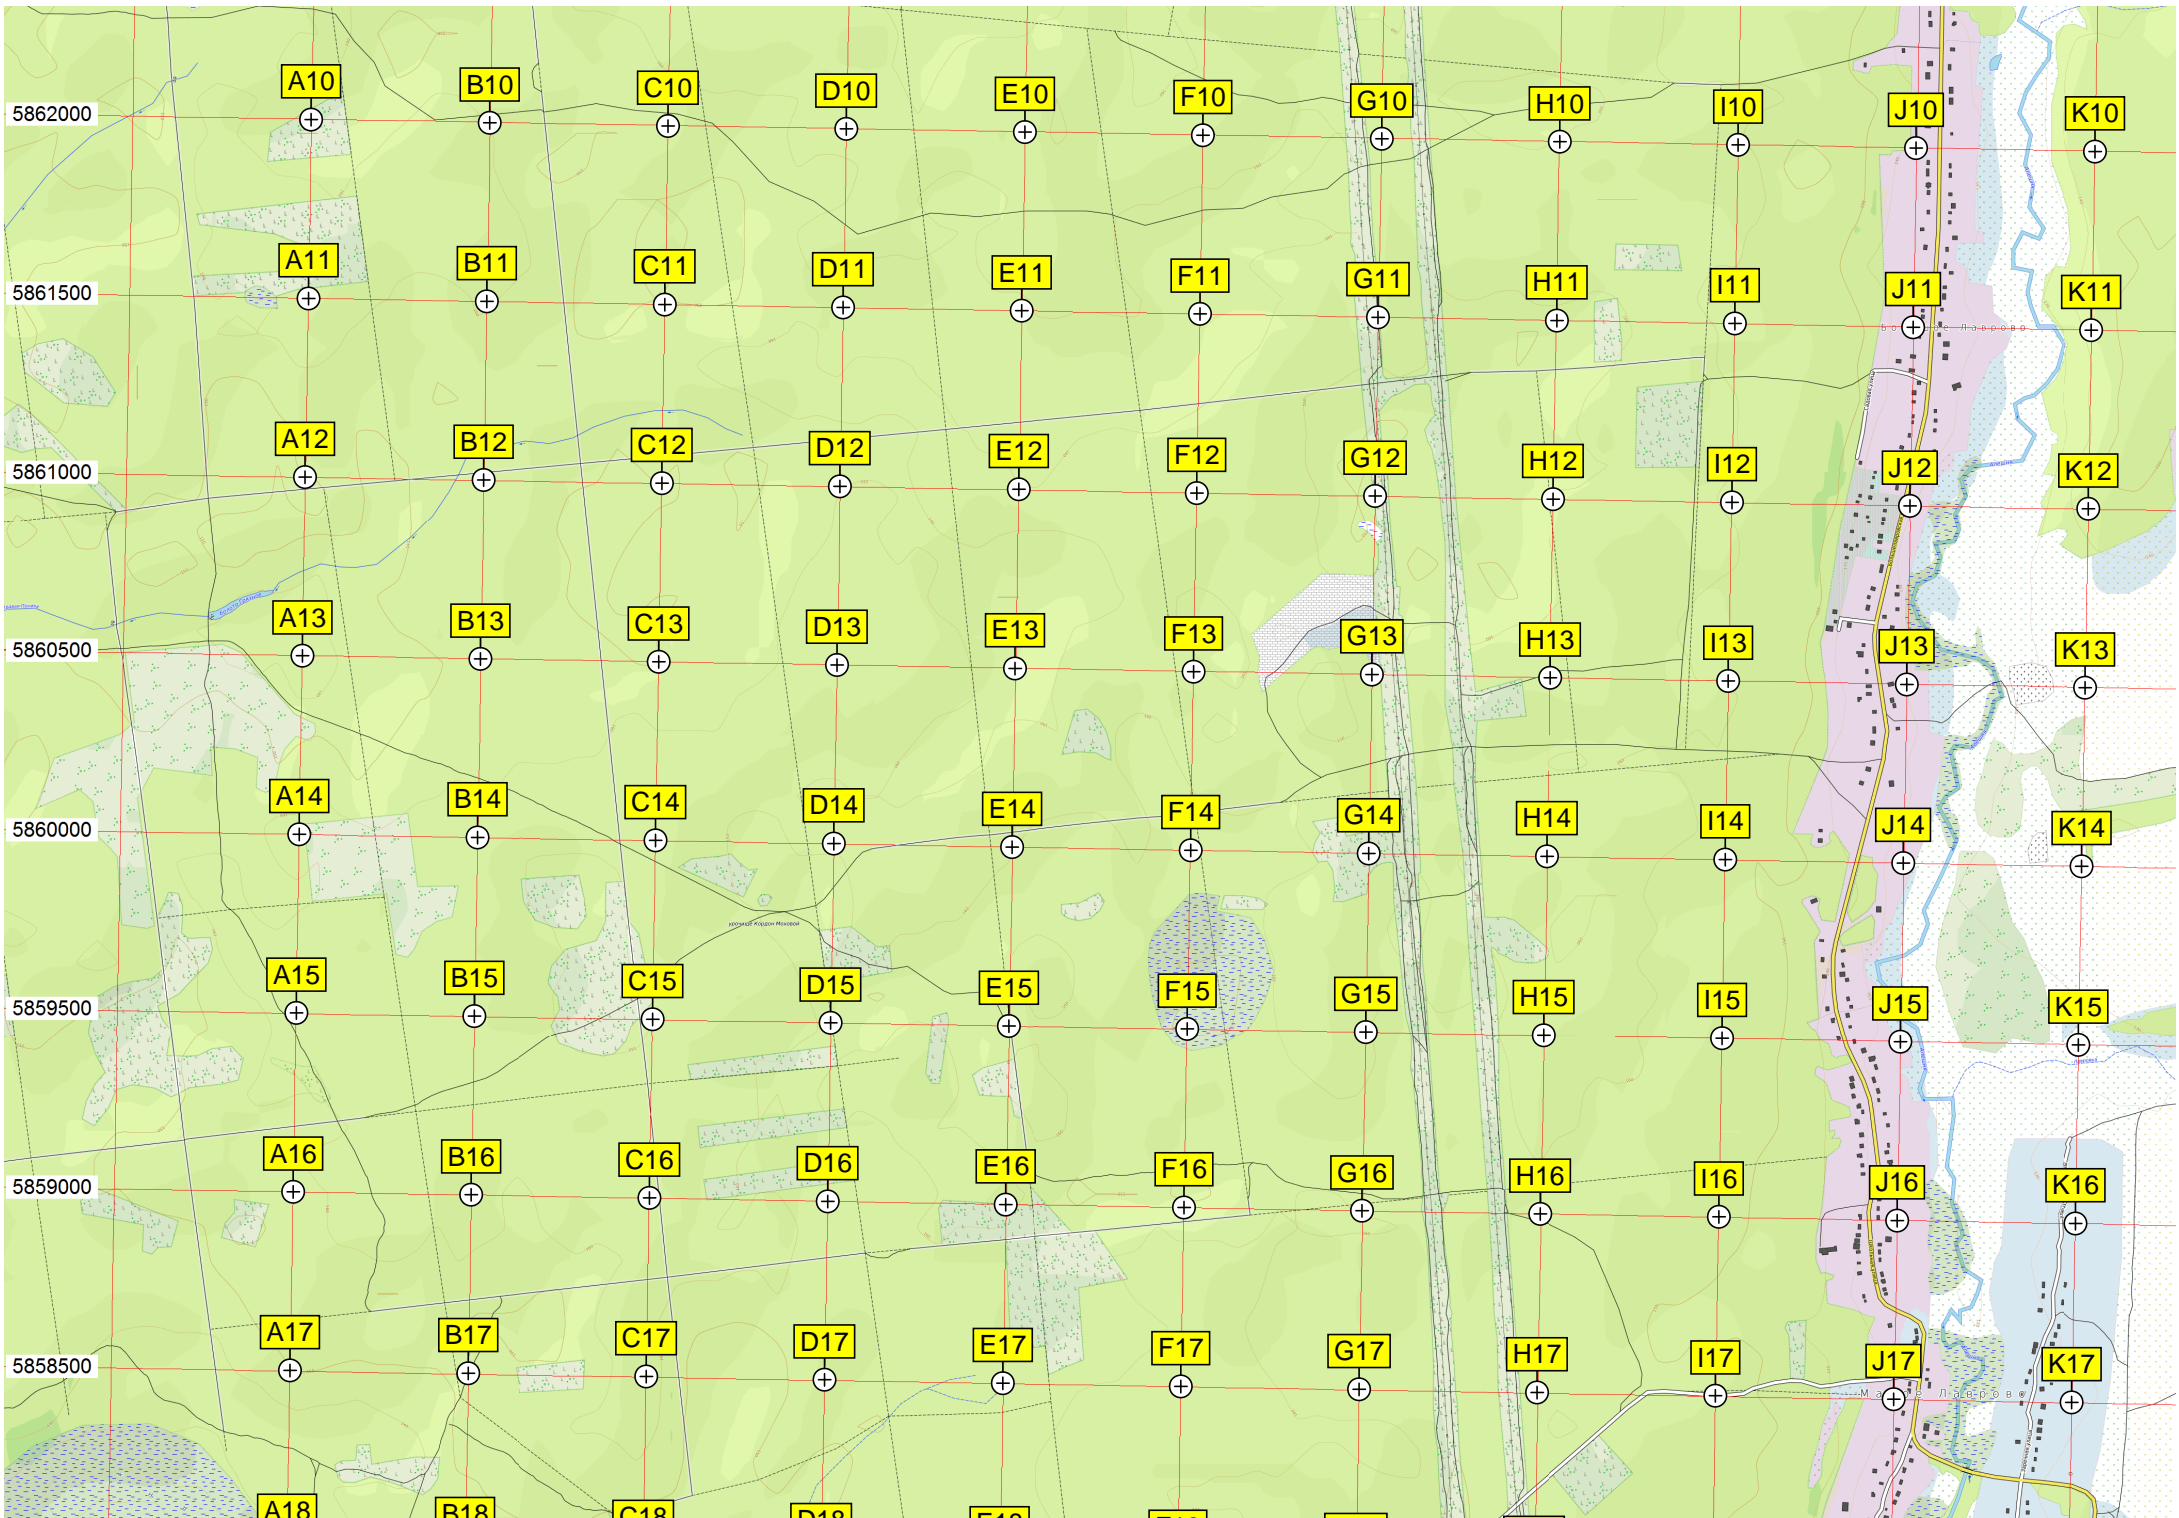 A10 B10 C10 D10 E10 F10 G10 H10 I10 J10 K10
5862000
A11 B11 C11 D11 E11 F11 G11 H11 I11 J11 K11
5861500
A12 B12 C12 D12 E12 F12 G12 H12 I12 J12 K12
5861000
A13 B13 C13 D13 E13 F13 G13 H13 I13 J13 K13
5860500
A14 B14 C14 D14 E14 F14 G14 H14 I14 J14 K14
5860000
урочище Кордон Моховой
A15 B15 C15 D15 E15 F15 G15 H15 I15 J15 K15
5859500
A16 B16 C16 D16 E16 F16 G16 H16 I16 J16 K16
5859000
A17 B17 C17 D17 E17 F17 G17 H17 I17 J17 K17
5858500
Лаврово
A18 B18 C18 D18